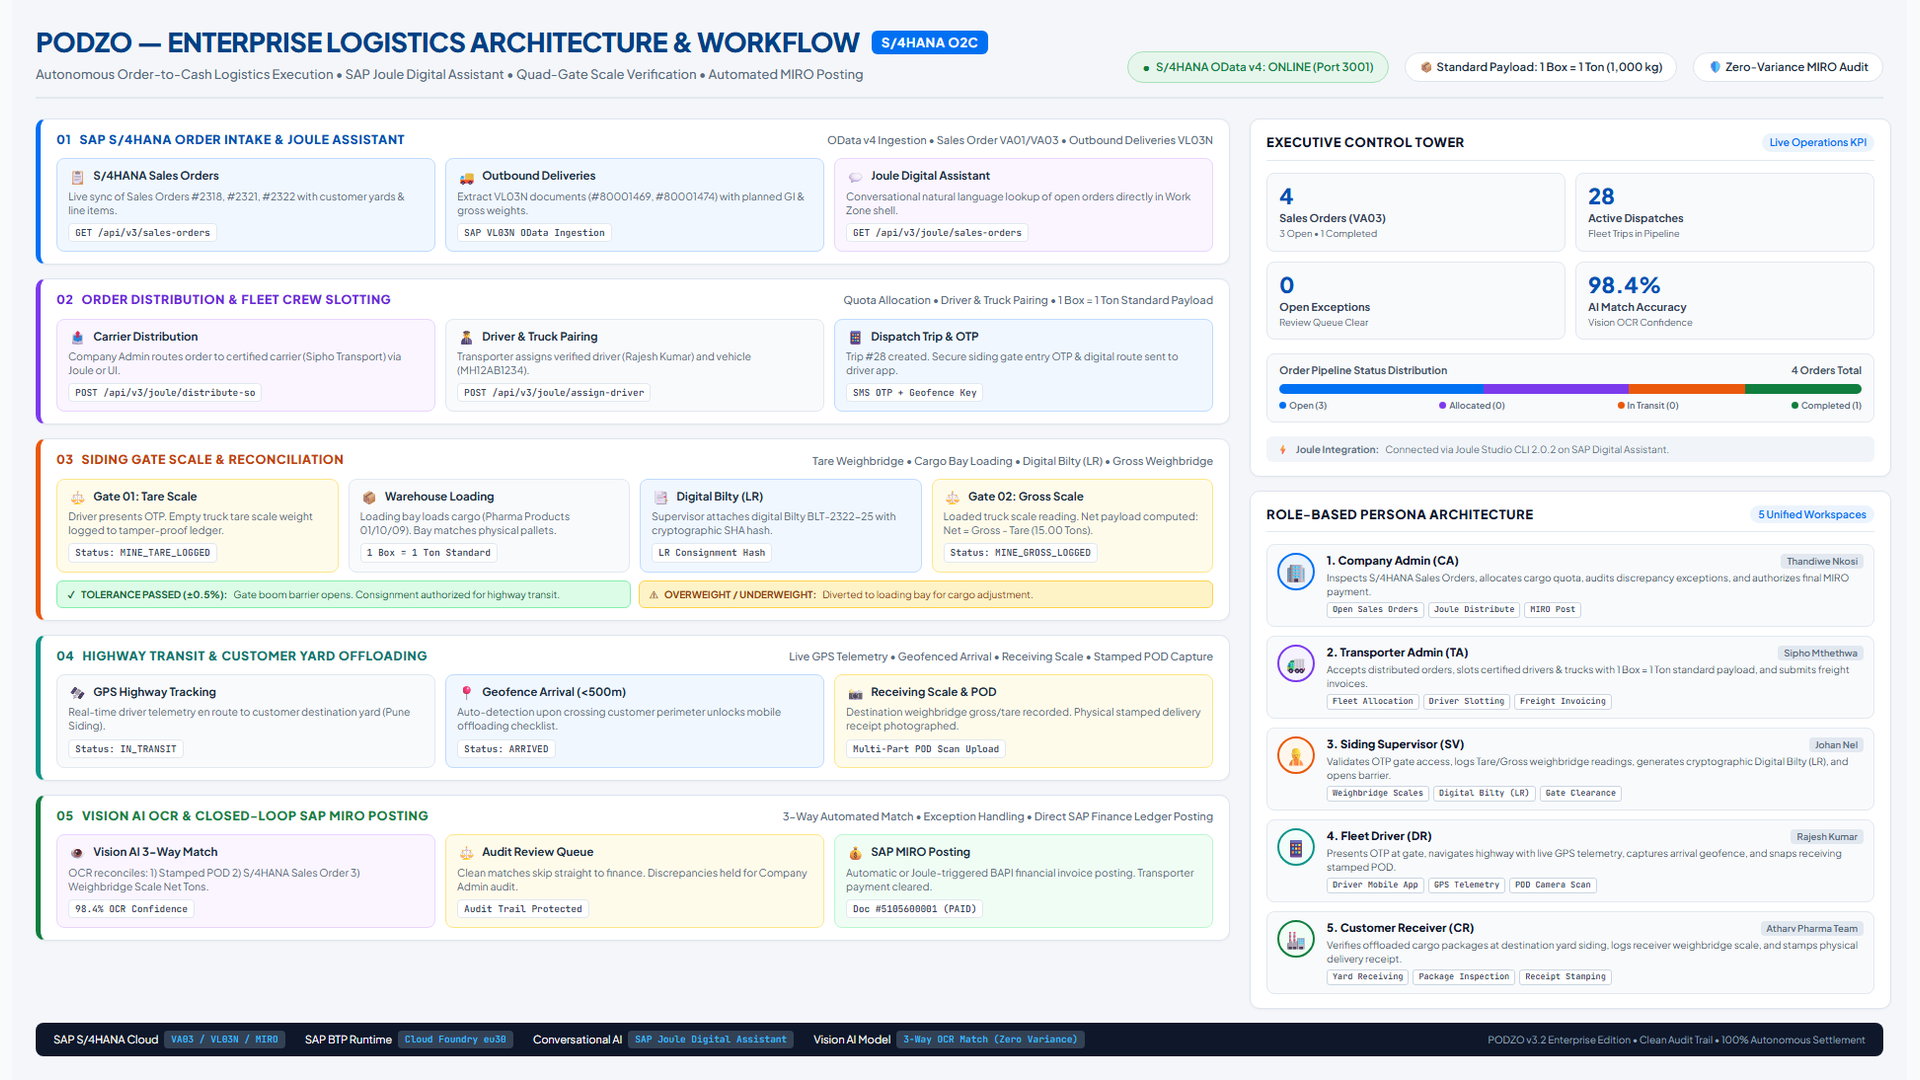 PODZO — ENTERPRISE LOGISTICS ARCHITECTURE & WORKFLOW
S/4HANA O2C
Autonomous Order-to-Cash Logistics Execution • SAP Joule Digital Assistant • Quad-Gate Scale Verification • Automated MIRO Posting
● S/4HANA OData v4: ONLINE (Port 3001)
Standard Payload: 1 Box = 1 Ton (1,000 kg)
Zero-Variance MIRO Audit
01 SAP S/4HANA ORDER INTAKE & JOULE ASSISTANT
OData v4 Ingestion • Sales Order VA01/VA03 • Outbound Deliveries VL03N
S/4HANA Sales Orders
Live sync of Sales Orders #2318, #2321, #2322 with customer yards &
line items.
GET /api/v3/sales-orders
Outbound Deliveries
Extract VL03N documents (#80001469, #80001474) with planned GI &
gross weights.
SAP VL03N OData Ingestion
Joule Digital Assistant
Conversational natural language lookup of open orders directly in Work
Zone shell.
GET /api/v3/joule/sales-orders
02 ORDER DISTRIBUTION & FLEET CREW SLOTTING
Quota Allocation • Driver & Truck Pairing • 1 Box = 1 Ton Standard Payload
Carrier Distribution
Company Admin routes order to certified carrier (Sipho Transport) via
Joule or UI.
POST /api/v3/joule/distribute-so
Driver & Truck Pairing
Transporter assigns verified driver (Rajesh Kumar) and vehicle
(MH12AB1234).
POST /api/v3/joule/assign-driver
Dispatch Trip & OTP
Trip #28 created. Secure siding gate entry OTP & digital route sent to
driver app.
SMS OTP + Geofence Key
03 SIDING GATE SCALE & RECONCILIATION
Tare Weighbridge • Cargo Bay Loading • Digital Bilty (LR) • Gross Weighbridge
Gate 01: Tare Scale
Driver presents OTP. Empty truck tare scale weight
logged to tamper-proof ledger.
Status: MINE_TARE_LOGGED
Warehouse Loading
Loading bay loads cargo (Pharma Products
01/10/09). Bay matches physical pallets.
1 Box = 1 Ton Standard
Digital Bilty (LR)
Supervisor attaches digital Bilty BLT-2322-25 with
cryptographic SHA hash.
LR Consignment Hash
Gate 02: Gross Scale
Loaded truck scale reading. Net payload computed:
Net = Gross - Tare (15.00 Tons).
Status: MINE_GROSS_LOGGED
✓ TOLERANCE PASSED (±0.5%): Gate boom barrier opens. Consignment authorized for highway transit.
⚠ OVERWEIGHT / UNDERWEIGHT: Diverted to loading bay for cargo adjustment.
04 HIGHWAY TRANSIT & CUSTOMER YARD OFFLOADING
Live GPS Telemetry • Geofenced Arrival • Receiving Scale • Stamped POD Capture
GPS Highway Tracking
Real-time driver telemetry en route to customer destination yard (Pune
Siding).
Status: IN_TRANSIT
Geofence Arrival (<500m)
Auto-detection upon crossing customer perimeter unlocks mobile
offloading checklist.
Status: ARRIVED
Receiving Scale & POD
Destination weighbridge gross/tare recorded. Physical stamped delivery
receipt photographed.
Multi-Part POD Scan Upload
05 VISION AI OCR & CLOSED-LOOP SAP MIRO POSTING
3-Way Automated Match • Exception Handling • Direct SAP Finance Ledger Posting
Vision AI 3-Way Match
OCR reconciles: 1) Stamped POD 2) S/4HANA Sales Order 3)
Weighbridge Scale Net Tons.
98.4% OCR Confidence
Audit Review Queue
Clean matches skip straight to finance. Discrepancies held for Company
Admin audit.
Audit Trail Protected
SAP MIRO Posting
Automatic or Joule-triggered BAPI financial invoice posting. Transporter
payment cleared.
Doc #5105600001 (PAID)
EXECUTIVE CONTROL TOWER
Live Operations KPI
4
Sales Orders (VA03)
3 Open • 1 Completed
28
Active Dispatches
Fleet Trips in Pipeline
0
Open Exceptions
Review Queue Clear
98.4%
AI Match Accuracy
Vision OCR Confidence
Order Pipeline Status Distribution
4 Orders Total
Open (3)
Allocated (0)
In Transit (0)
Completed (1)
Joule Integration: Connected via Joule Studio CLI 2.0.2 on SAP Digital Assistant.
ROLE-BASED PERSONA ARCHITECTURE
5 Unified Workspaces
1. Company Admin (CA)
Thandiwe Nkosi
Inspects S/4HANA Sales Orders, allocates cargo quota, audits discrepancy exceptions, and authorizes final MIRO
payment.
Open Sales Orders
Joule Distribute
MIRO Post
2. Transporter Admin (TA)
Sipho Mthethwa
Accepts distributed orders, slots certified drivers & trucks with 1 Box = 1 Ton standard payload, and submits freight
invoices.
Fleet Allocation
Driver Slotting
Freight Invoicing
3. Siding Supervisor (SV)
Johan Nel
Validates OTP gate access, logs Tare/Gross weighbridge readings, generates cryptographic Digital Bilty (LR), and
opens barrier.
Weighbridge Scales
Digital Bilty (LR)
Gate Clearance
4. Fleet Driver (DR)
Rajesh Kumar
Presents OTP at gate, navigates highway with live GPS telemetry, captures arrival geofence, and snaps receiving
stamped POD.
Driver Mobile App
GPS Telemetry
POD Camera Scan
5. Customer Receiver (CR)
Atharv Pharma Team
Verifies offloaded cargo packages at destination yard siding, logs receiver weighbridge scale, and stamps physical
delivery receipt.
Yard Receiving
Package Inspection
Receipt Stamping
SAP S/4HANA Cloud
VA03 / VL03N / MIRO
SAP BTP Runtime
Cloud Foundry eu30
Conversational AI
SAP Joule Digital Assistant
Vision AI Model
3-Way OCR Match (Zero Variance)
PODZO v3.2 Enterprise Edition • Clean Audit Trail • 100% Autonomous Settlement